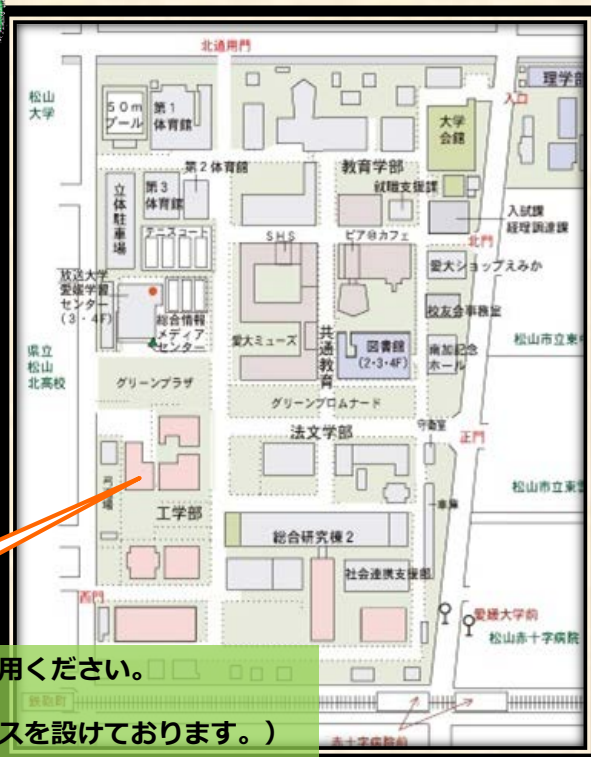 北通用門
理学部
入口
松山
大学
50m
プール
第1
体育館
大学
会館
教育学部
就職支援課
第2体育館
立体駐車場
第3
体育館
テニスコート
SHS
ピア@カフェ
入試課
経理調達課
北門
愛大ショップえみか
放送大学
愛媛学習
センター
(3・4F)
総合情報
メディア
センター
校友会事務室
愛大ミューズ
共通教育
図書館
(2・3・4F)
南加記念
ホール
松山市立東中
県立
松山
北高校
グリーンプラザ
グリーンプロムナード
法文学部
守衛室
正門
弓道場
工学部
松山市立東雲
車庫
総合研究棟2
社会連携支援部
西門
愛媛大学前
松山赤十字病院
用ください。
鉄砲町
スを設けております。)
赤十字病院前